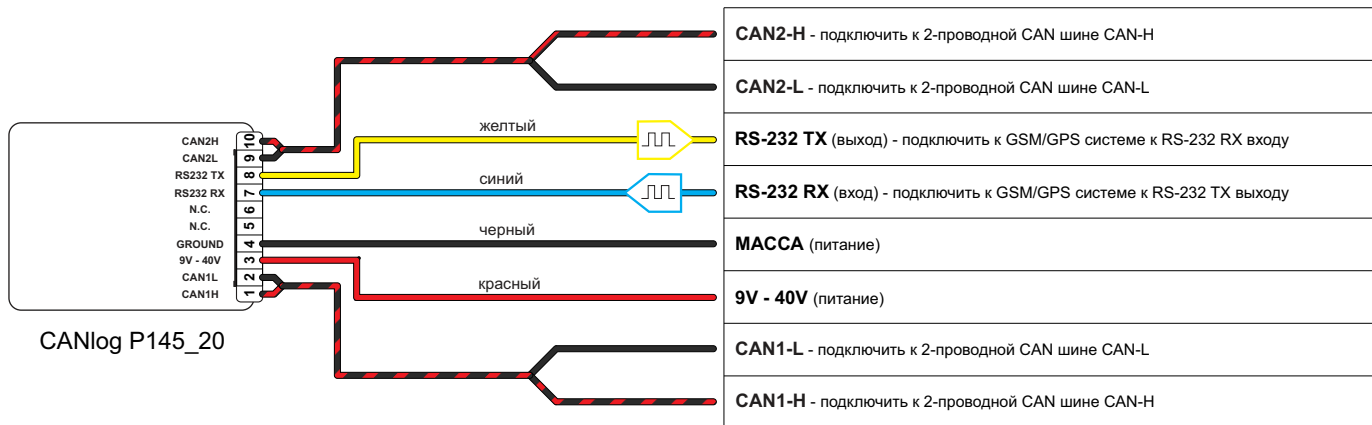 CAN2H 10
CAN2L 9
RS232 TX 8
RS232 RX 7
N.C. 6
N.C. 5
GROUND 4
9V - 40V 3
CAN1L 2
CAN1H 1
CANlog P145_20
желтый
синий
черный
красный
CAN2-H - подключить к 2-проводной CAN шине CAN-H
CAN2-L - подключить к 2-проводной CAN шине CAN-L
RS-232 TX (выход) - подключить к GSM/GPS системе к RS-232 RX входу
RS-232 RX (вход) - подключить к GSM/GPS системе к RS-232 TX выходу
МАССА (питание)
9V - 40V (питание)
CAN1-L - подключить к 2-проводной CAN шине CAN-L
CAN1-H - подключить к 2-проводной CAN шине CAN-H